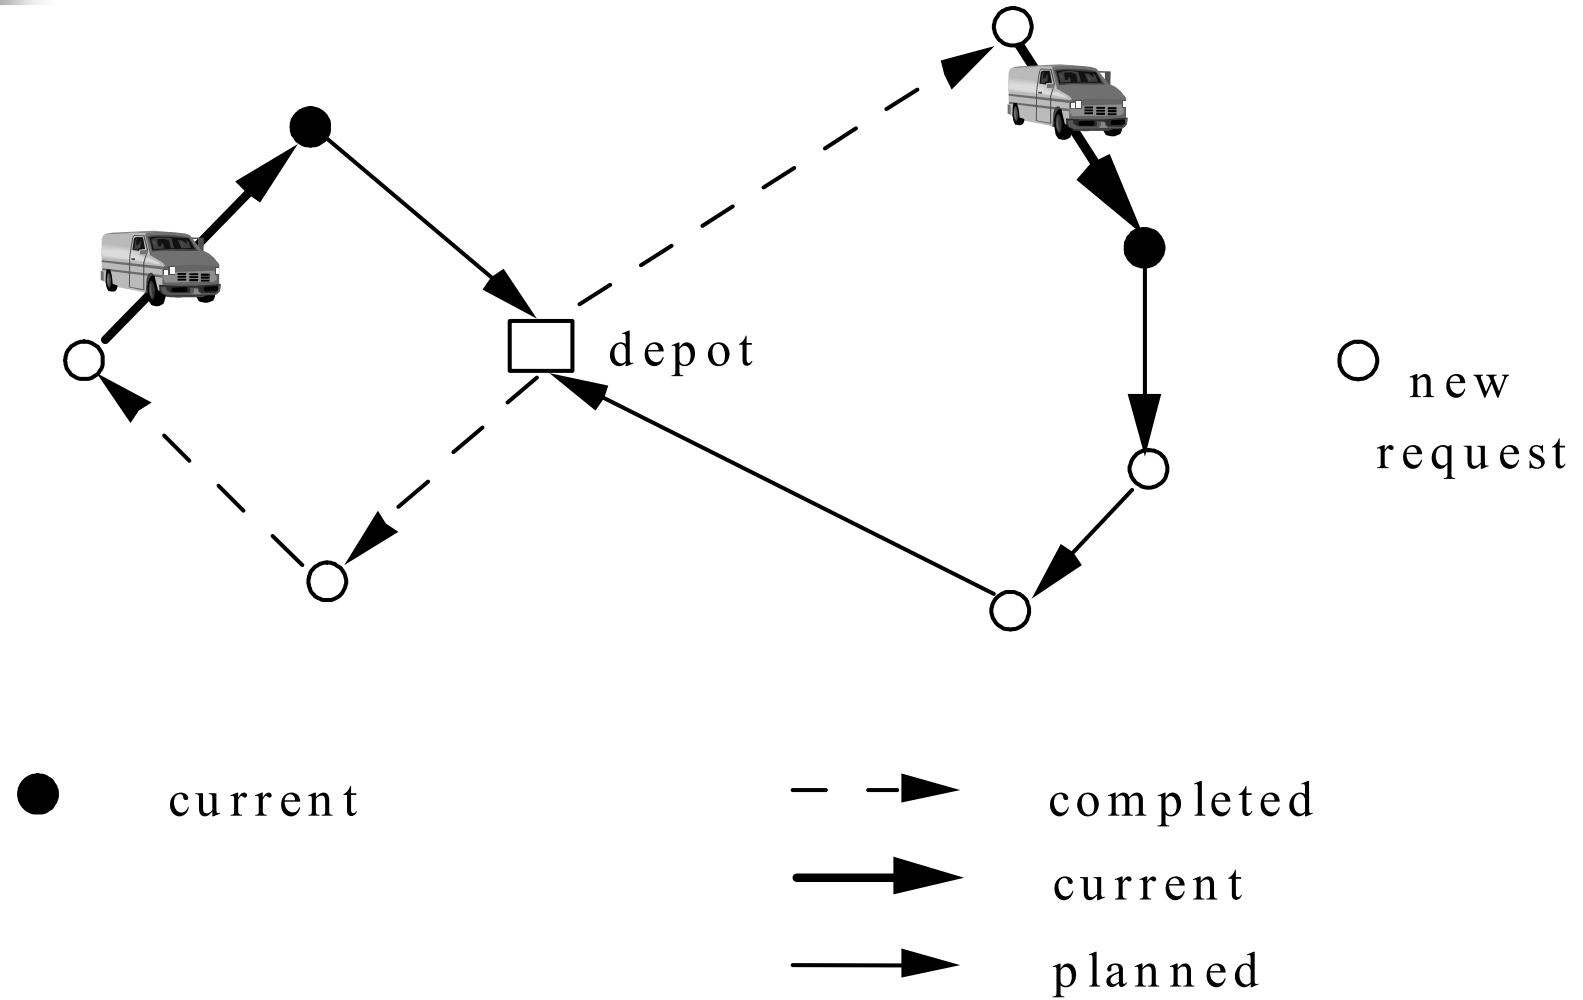 depot
new
request
current
completed
current
planned